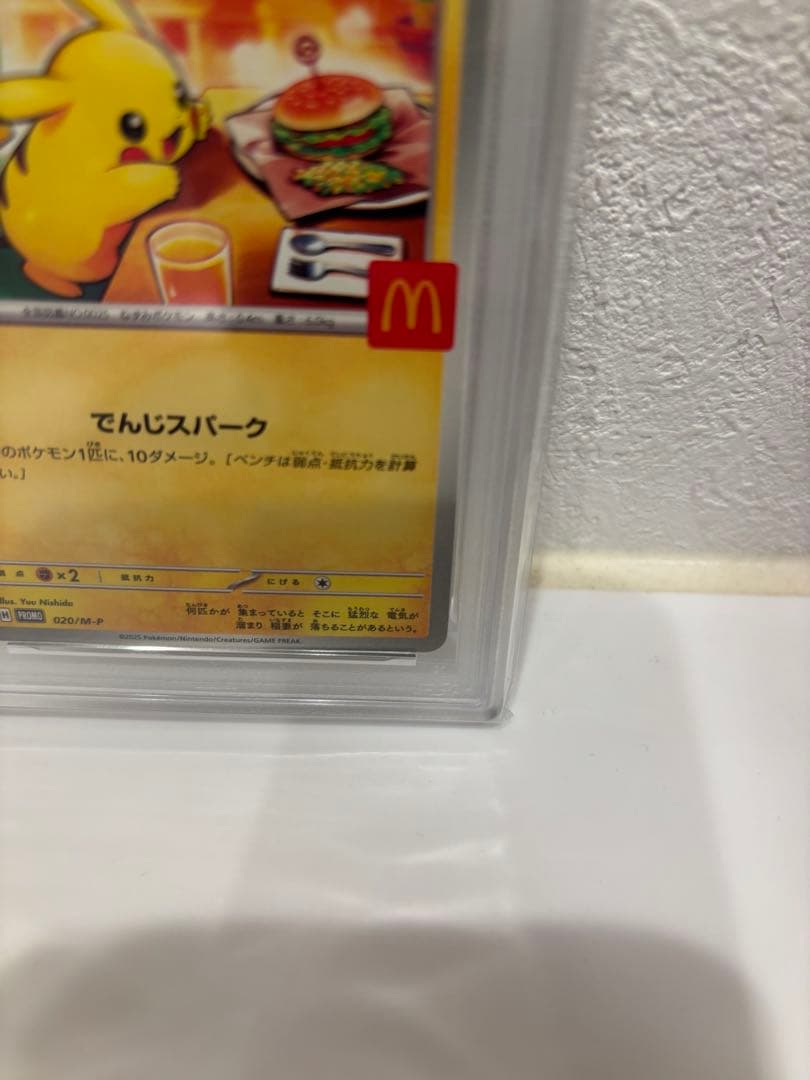 でんじスパーク
のポケモン1匹に、10ダメージ。[ベンチは弱点・抵抗力を計算
い。]
弱点 ×2 抵抗力 にげる
Illus. Yuu Nishida
PROMO 020/M-P
何匹かが 集まっていると そこに 猛烈な 電気が
溜まり 稲妻が 落ちることがあるという。
©2025 Pokémon/Nintendo/Creatures/GAME FREAK.